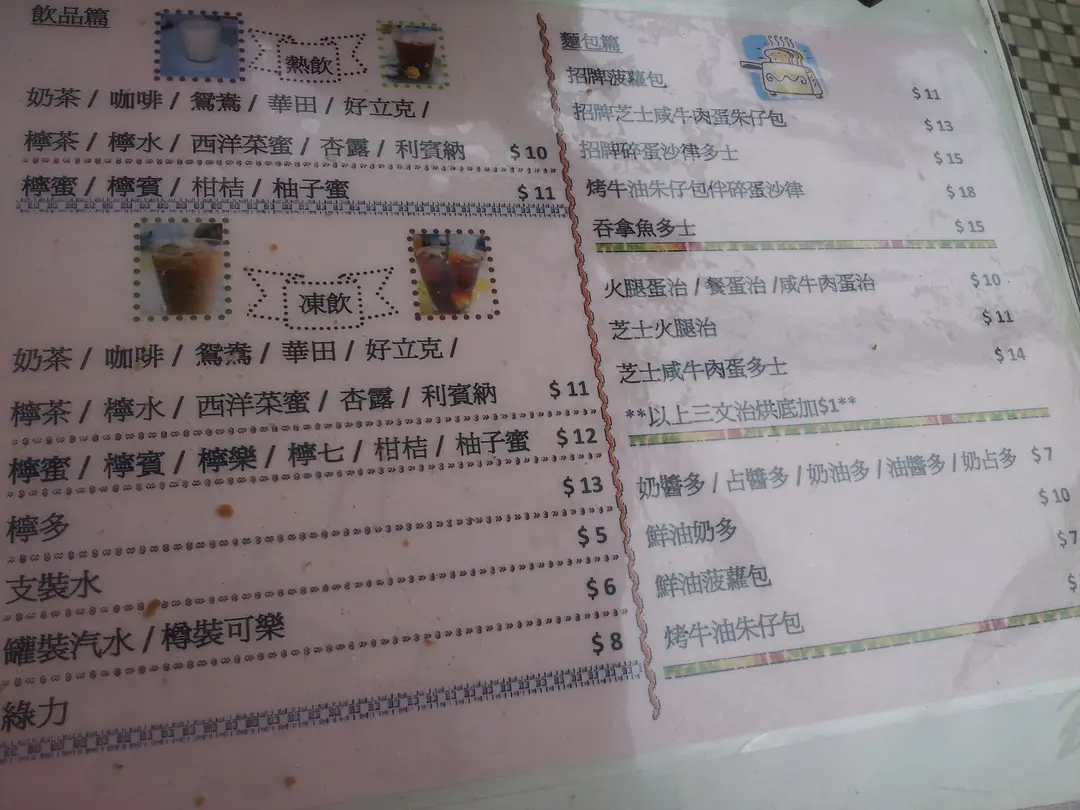 飲品篇
熱飲
奶茶 / 咖啡 / 鴛鴦 / 華田 / 好立克 /
檸茶 / 檸水 / 西洋菜蜜 / 杏露 / 利賓納 $10
檸蜜 / 檸賓 / 柑桔 / 柚子蜜 $11
凍飲
奶茶 / 咖啡 / 鴛鴦 / 華田 / 好立克 /
檸茶 / 檸水 / 西洋菜蜜 / 杏露 / 利賓納 $11
檸蜜 / 檸賓 / 檸樂 / 檸七 / 柑桔 / 柚子蜜 $12
檸多 $13
支裝水 $5
罐裝汽水 / 樽裝可樂 $6
綠力 $8
麵包篇
招牌菠蘿包 $11
招牌芝士咸牛肉蛋朱仔包 $13
招牌碎蛋沙律多士 $15
烤牛油朱仔包伴碎蛋沙律 $18
吞拿魚多士 $15
火腿蛋治 / 餐蛋治 /咸牛肉蛋治 $10
芝士火腿治 $11
芝士咸牛肉蛋多士 $14
**以上三文治烘底加$1**
奶醬多 / 占醬多 / 奶油多 / 油醬多 / 奶占多 $7
鮮油奶多 $10
鮮油菠蘿包 $7
烤牛油朱仔包 $